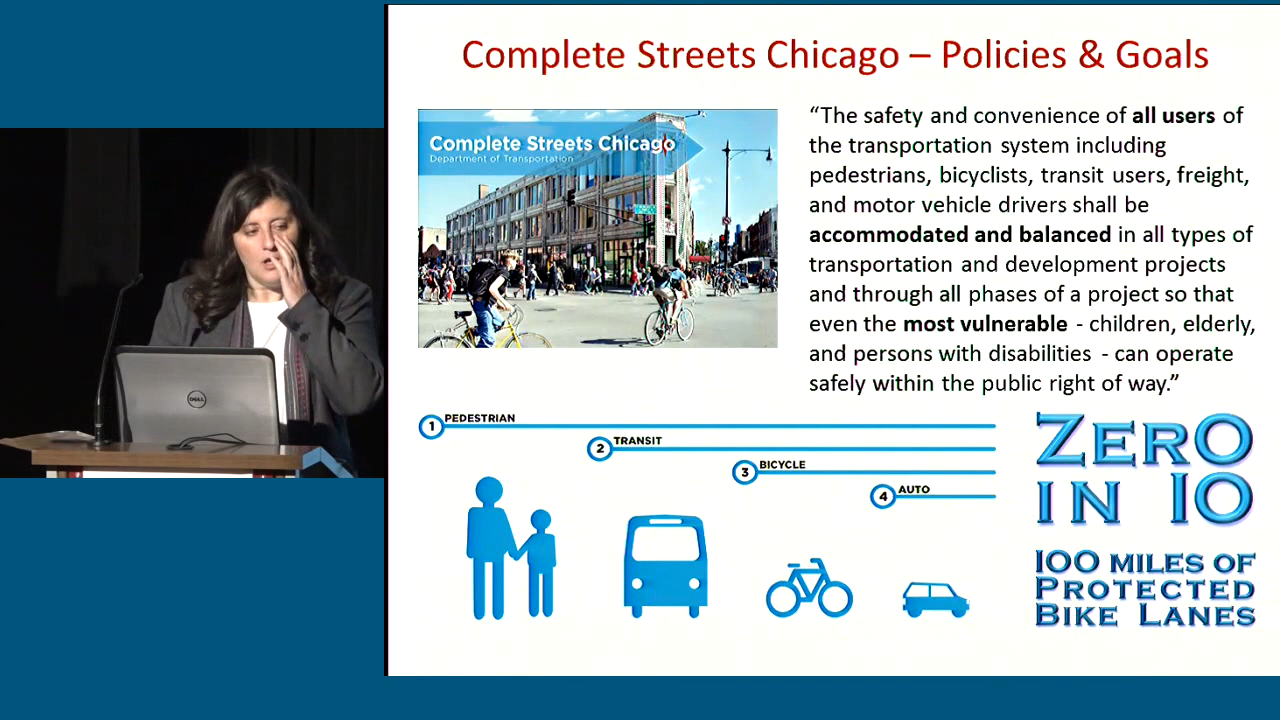 Complete Streets Chicago – Policies & Goals
Complete Streets Chicago
Department of Transportation
“The safety and convenience of all users of
the transportation system including
pedestrians, bicyclists, transit users, freight,
and motor vehicle drivers shall be
accommodated and balanced in all types of
transportation and development projects
and through all phases of a project so that
even the most vulnerable - children, elderly,
and persons with disabilities - can operate
safely within the public right of way.”
1 PEDESTRIAN
2 TRANSIT
3 BICYCLE
4 AUTO
ZERO
IN 10
100 MILES OF
PROTECTED
BIKE LANES
DELL